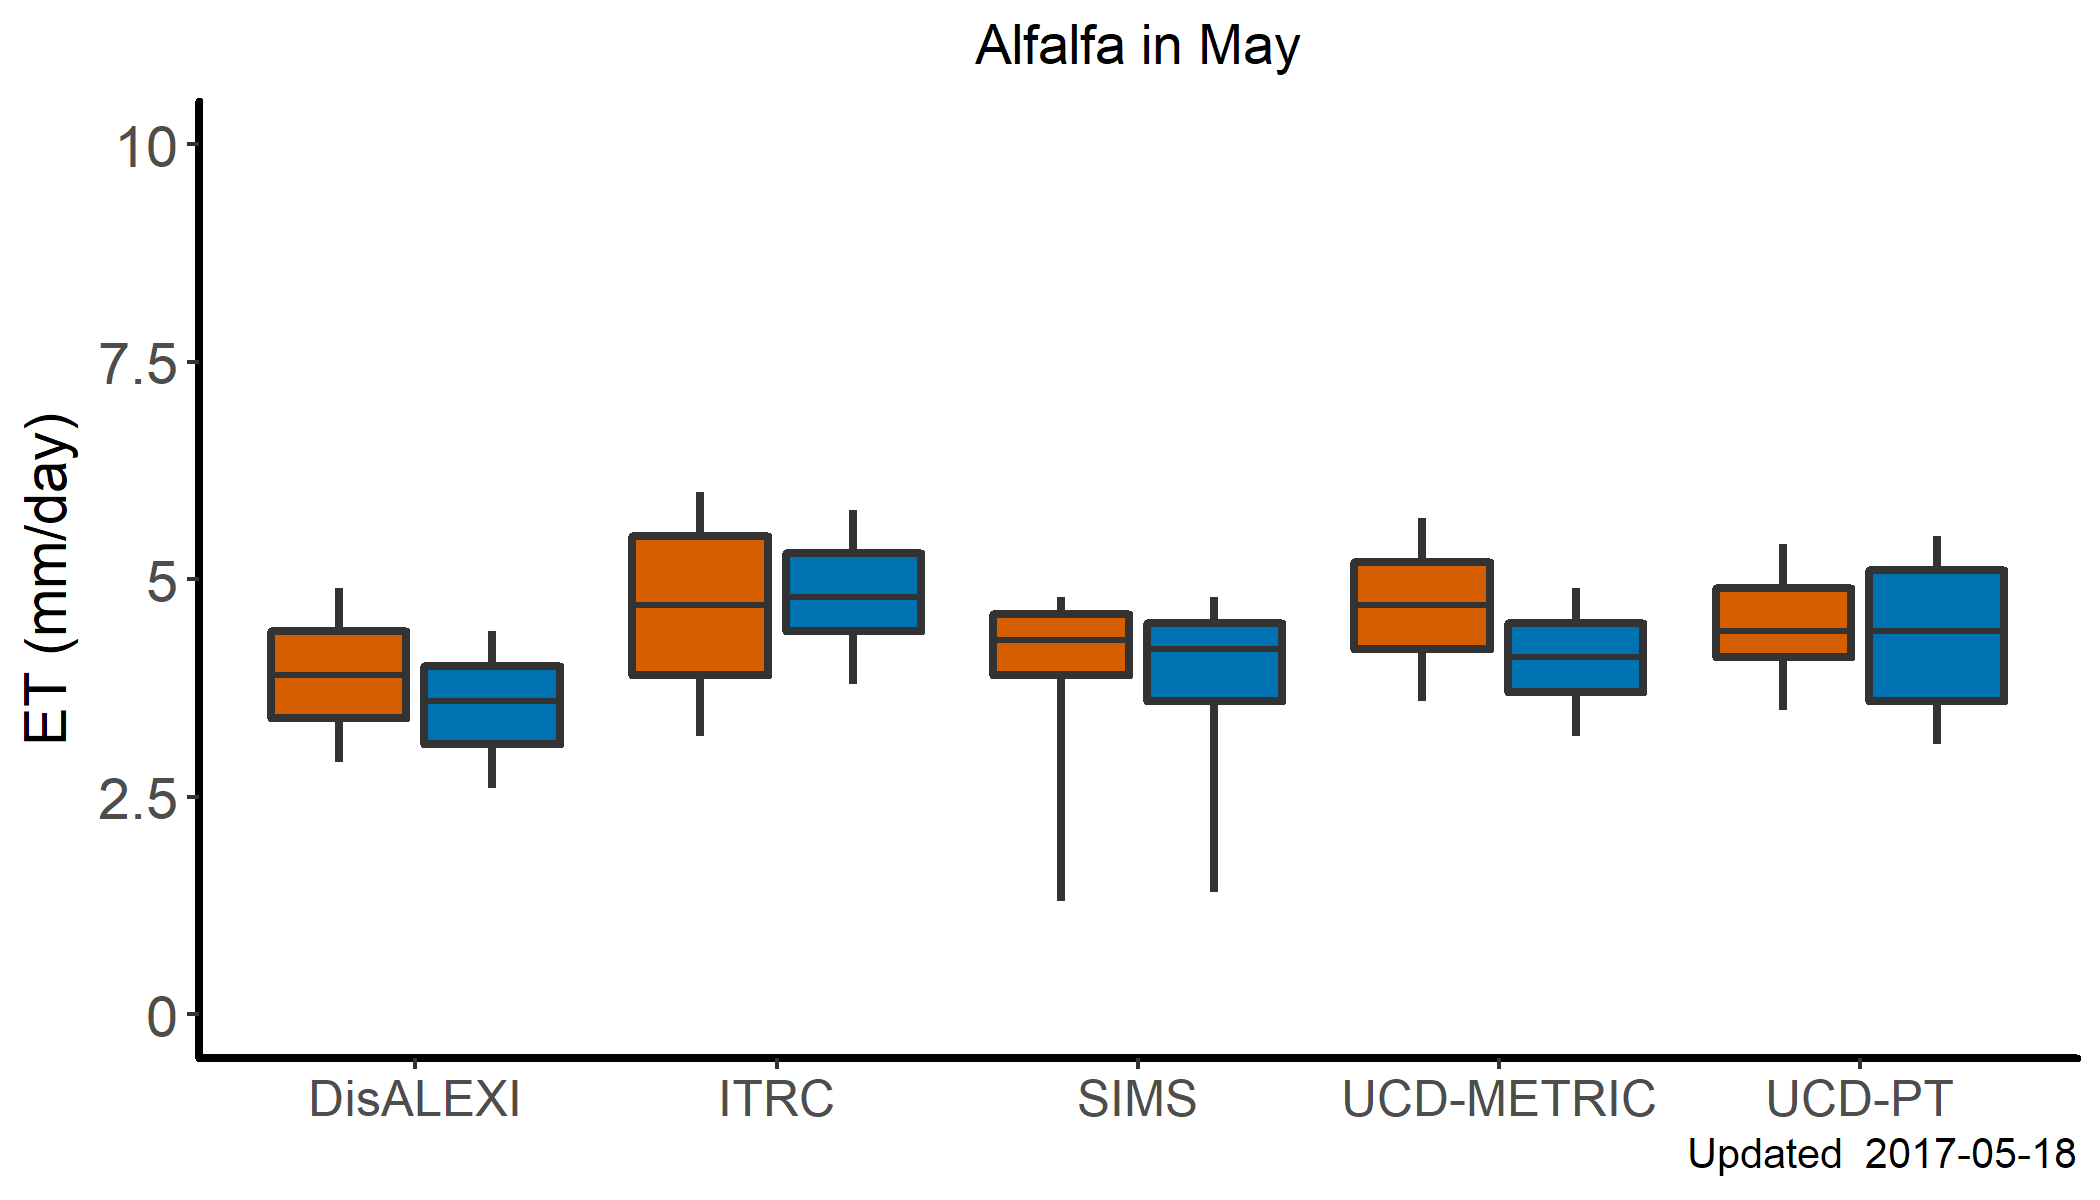 Alfalfa in May
ET (mm/day)
10
7.5
5
2.5
0
DisALEXI ITRC SIMS UCD-METRIC UCD-PT
Updated  2017-05-18